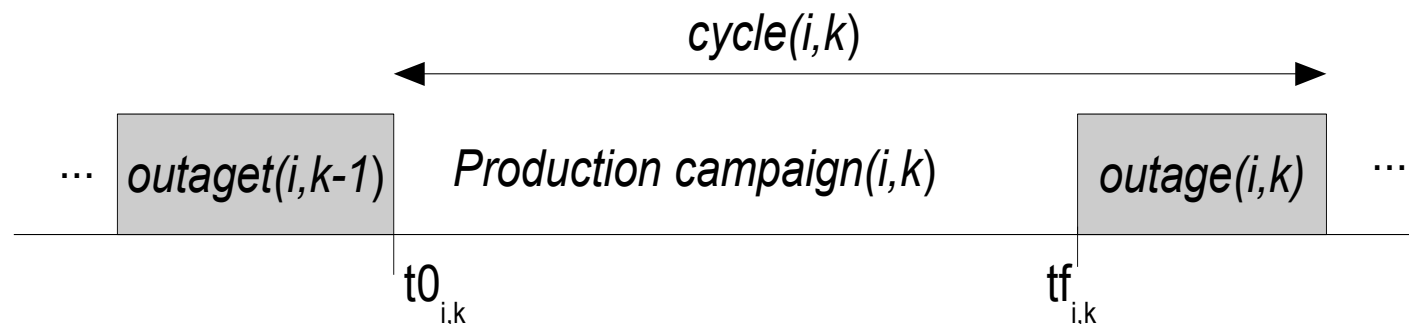 cycle(i,k)
... outaget(i,k-1) Production campaign(i,k) outage(i,k) ...
t0i,k tfi,k